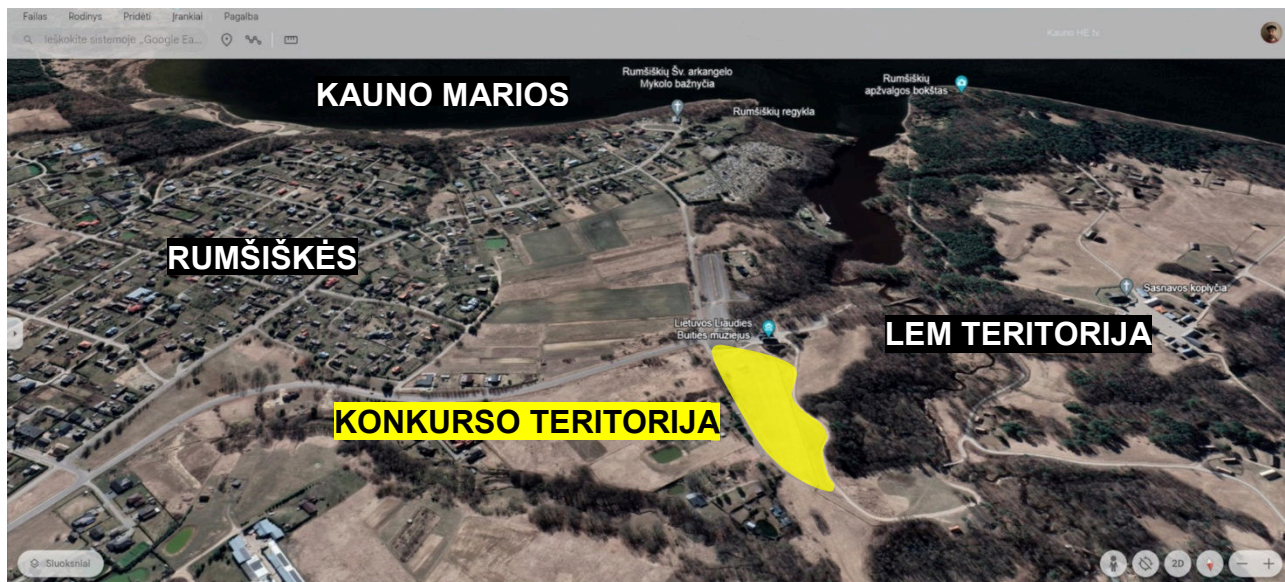 Failas Rodinys Pridėti Įrankiai Pagalba
Ieškokite sistemoje „Google Ea...
Kauno HE tv
KAUNO MARIOS
Rumšiškių Šv. arkangelo
Mykolo bažnyčia
Rumšiškių
apžvalgos bokštas
Rumšiškių regykla
RUMŠIŠKĖS
Sasnavos koplyčia
Lietuvos Liaudies
Buities muziejus
LEM TERITORIJA
KONKURSO TERITORIJA
Sluoksniai
2D